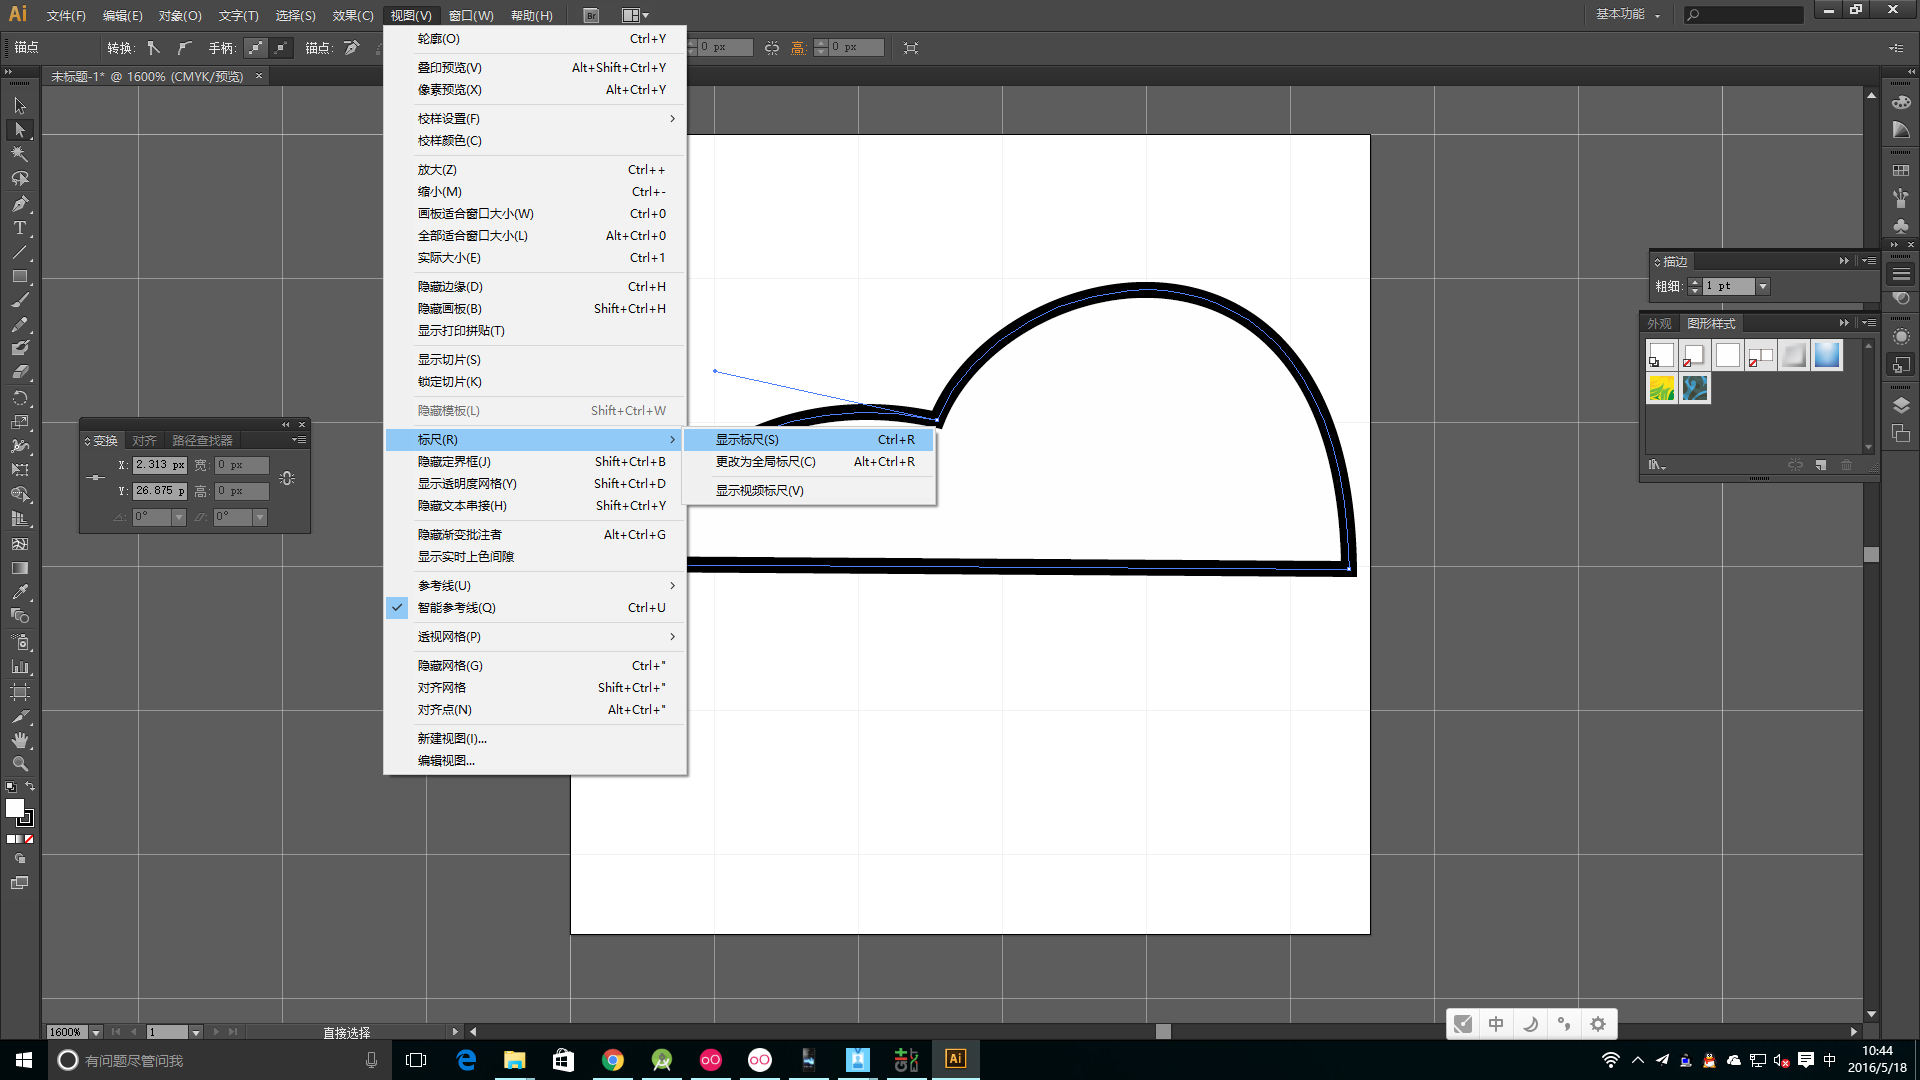 Ai 文件(F) 编辑(E) 对象(O) 文字(T) 选择(S) 效果(C) 视图(V) 窗口(W) 帮助(H) Br 基本功能
锚点 转换: 手柄: 锚点: 0 px 高: 0 px
未标题-1* @ 1600% (CMYK/预览) ×
轮廓(O) Ctrl+Y
叠印预览(V) Alt+Shift+Ctrl+Y
像素预览(X) Alt+Ctrl+Y
校样设置(F)
校样颜色(C)
放大(Z) Ctrl++
缩小(M) Ctrl+-
画板适合窗口大小(W) Ctrl+0
全部适合窗口大小(L) Alt+Ctrl+0
实际大小(E) Ctrl+1
隐藏边缘(D) Ctrl+H
隐藏画板(B) Shift+Ctrl+H
显示打印拼贴(T)
显示切片(S)
锁定切片(K)
隐藏模板(L) Shift+Ctrl+W
标尺(R)
隐藏定界框(J) Shift+Ctrl+B
显示透明度网格(Y) Shift+Ctrl+D
隐藏文本串接(H) Shift+Ctrl+Y
隐藏渐变批注者 Alt+Ctrl+G
显示实时上色间隙
参考线(U)
智能参考线(Q) Ctrl+U
透视网格(P)
隐藏网格(G) Ctrl+"
对齐网格 Shift+Ctrl+"
对齐点(N) Alt+Ctrl+"
新建视图(I)...
编辑视图...
显示标尺(S) Ctrl+R
更改为全局标尺(C) Alt+Ctrl+R
显示视频标尺(V)
变换 对齐 路径查找器
X: 2.313 px 宽: 0 px
Y: 26.875 p 高: 0 px
0° 0°
描边
粗细: 1 pt
外观 图形样式
1600% 1 直接选择
中
有问题尽管问我
Ai
中
10:44
2016/5/18